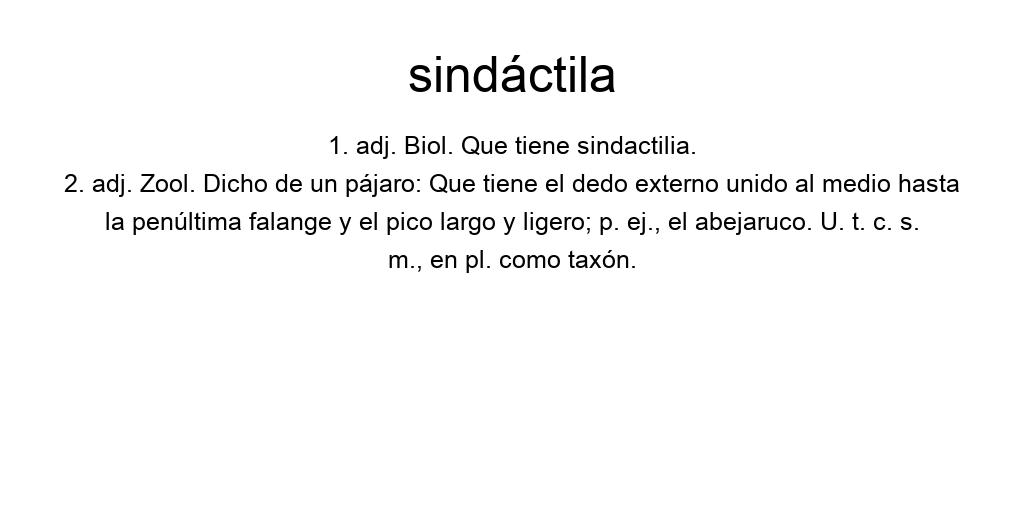 sindáctila
1. adj. Biol. Que tiene sindactilia.
2. adj. Zool. Dicho de un pájaro: Que tiene el dedo externo unido al medio hasta
la penúltima falange y el pico largo y ligero; p. ej., el abejaruco. U. t. c. s.
m., en pl. como taxón.